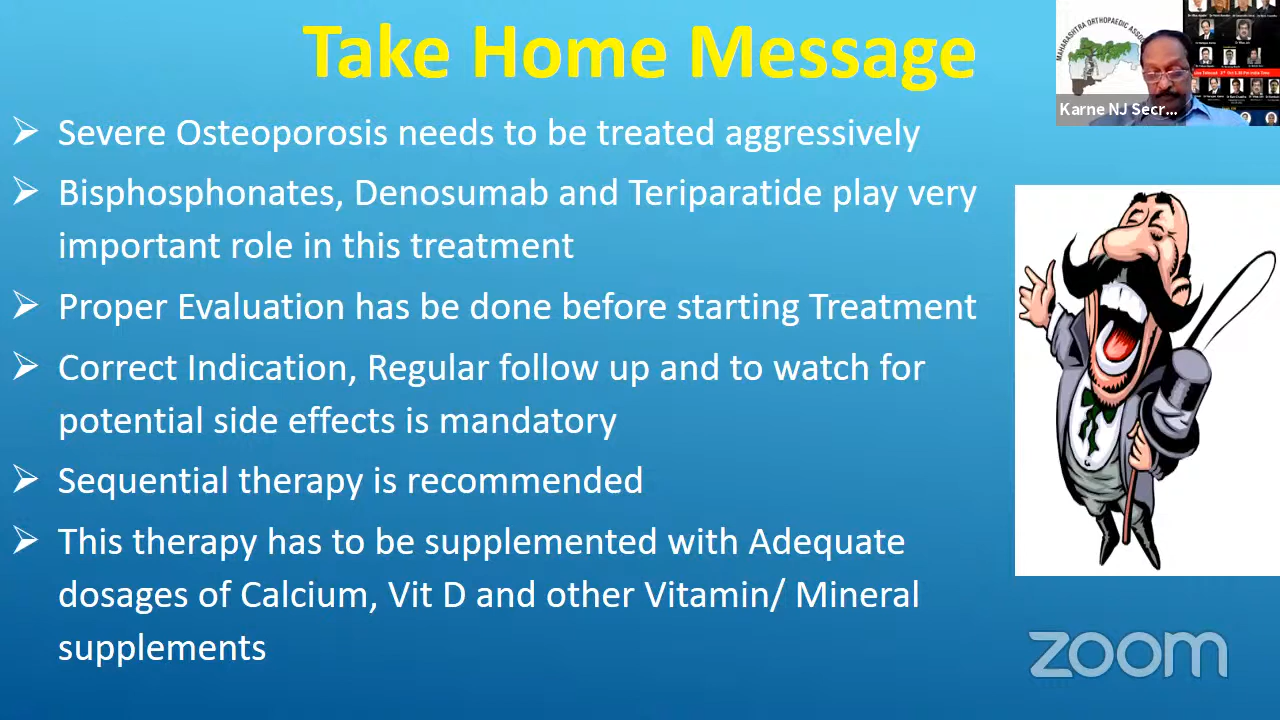 Take Home Message
MAHARASHTRA ORTHOPAEDIC ASSOC
Karne NJ Secr...
➢ Severe Osteoporosis needs to be treated aggressively
➢ Bisphosphonates, Denosumab and Teriparatide play very
important role in this treatment
➢ Proper Evaluation has be done before starting Treatment
➢ Correct Indication, Regular follow up and to watch for
potential side effects is mandatory
➢ Sequential therapy is recommended
➢ This therapy has to be supplemented with Adequate
dosages of Calcium, Vit D and other Vitamin/ Mineral
supplements
zoom